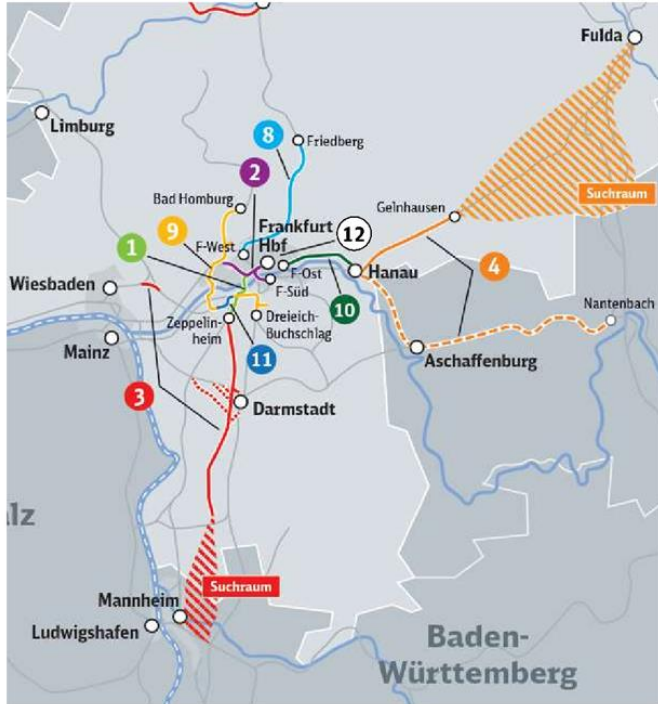 Fulda
Limburg
8
Friedberg
2
Bad Homburg
Suchraum
Gelnhausen
Frankfurt
Hbf
12
9
1
F-West
F-Ost
Hanau
4
F-Süd
Wiesbaden
10
Nantenbach
Zeppelin-
heim
Dreieich-
Buchschlag
Mainz
11
Aschaffenburg
3
Darmstadt
lz
Suchraum
Mannheim
Ludwigshafen
Baden-
Württemberg